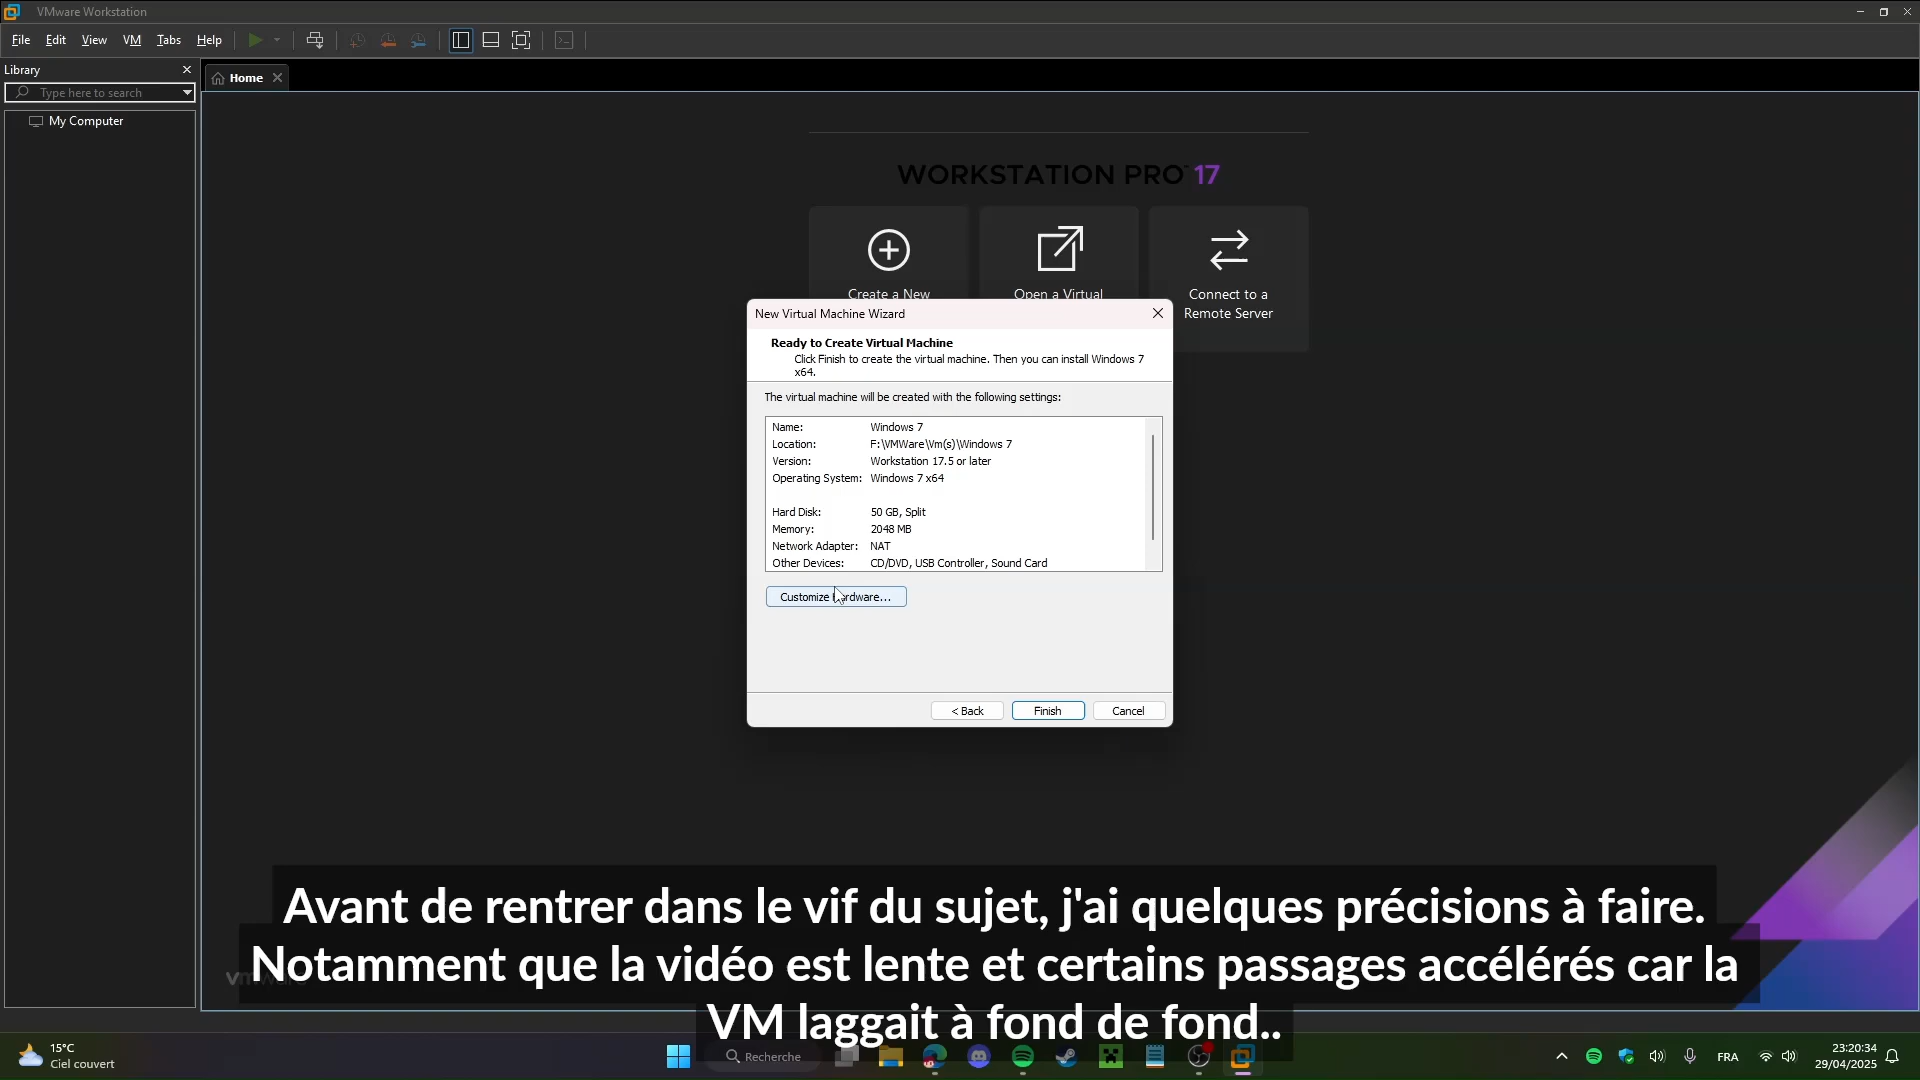 VMware Workstation
File Edit View VM Tabs Help
Library
Type here to search
Home
My Computer
WORKSTATION PRO 17
Create a New
Open a Virtual
Connect to a
Remote Server
New Virtual Machine Wizard
Ready to Create Virtual Machine
Click Finish to create the virtual machine. Then you can install Windows 7
x64.
The virtual machine will be created with the following settings:
Name: Windows 7
Location: F:\VMWare\Vm(s)\Windows 7
Version: Workstation 17.5 or later
Operating System: Windows 7 x64
Hard Disk: 50 GB, Split
Memory: 2048 MB
Network Adapter: NAT
Other Devices: CD/DVD, USB Controller, Sound Card
Customize Hardware...
< Back Finish Cancel
Avant de rentrer dans le vif du sujet, j'ai quelques précisions à faire.
Notamment que la vidéo est lente et certains passages accélérés car la
VM laggait à fond de fond..
15°C
Ciel couvert
Recherche
FRA
23:20:34
29/04/2025